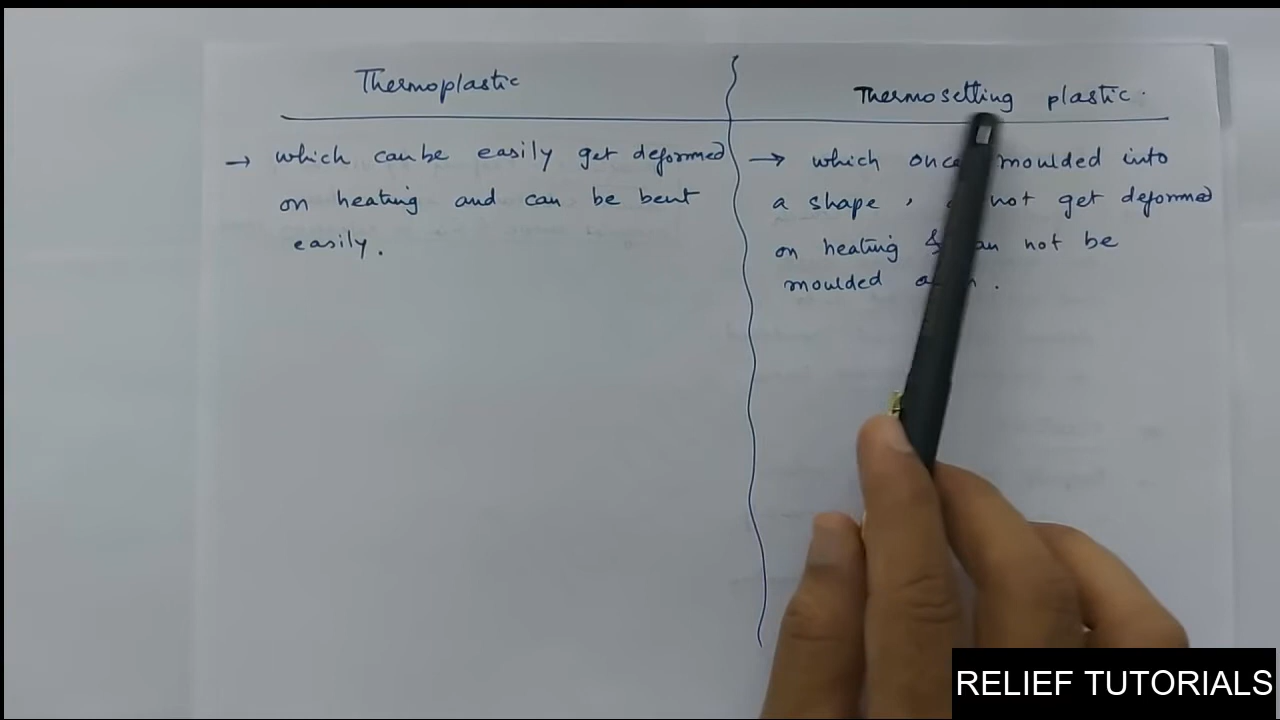 Thermoplastic
→ which can be easily get deformed
on heating and can be bent
easily.
Thermosetting plastic.
→ which once moulded into
a shape, not get deformed
on heating & can not be
moulded .
RELIEF TUTORIALS